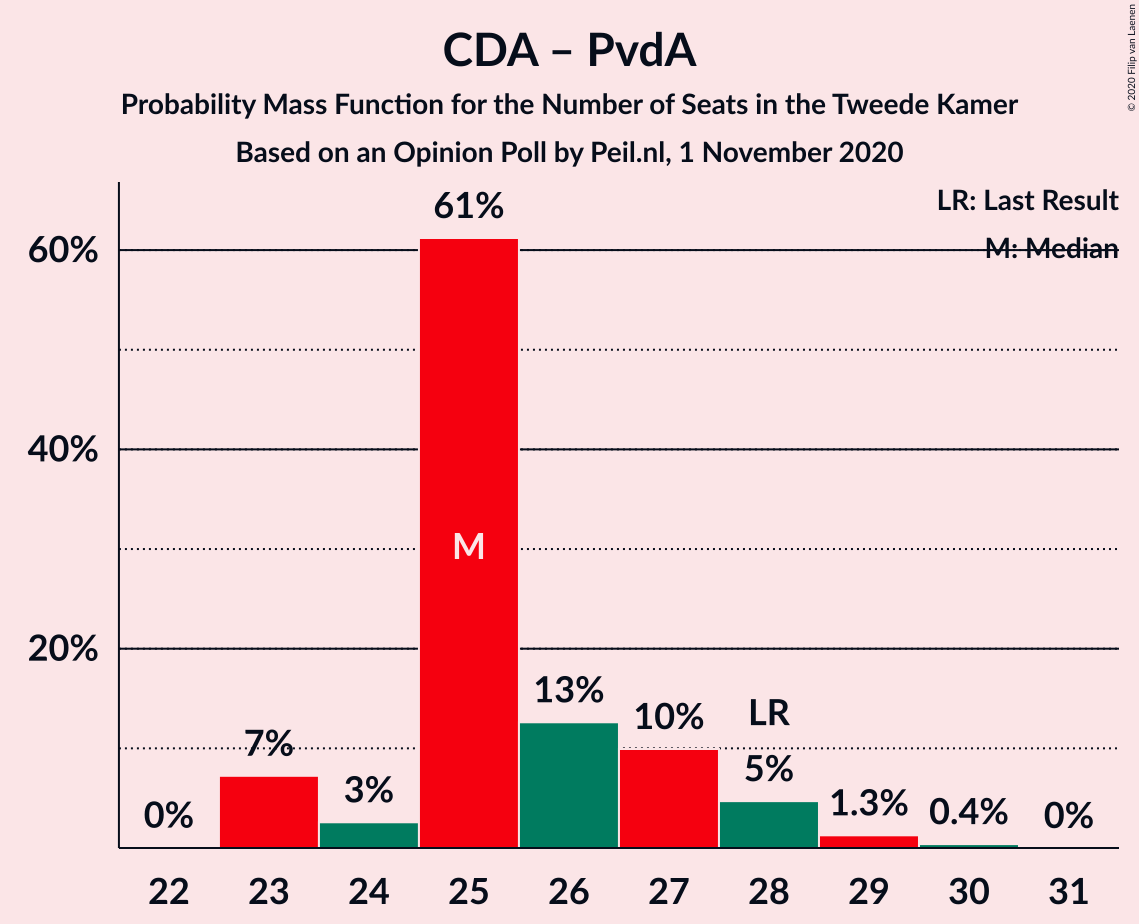 CDA – PvdA
Probability Mass Function for the Number of Seats in the Tweede Kamer
Based on an Opinion Poll by Peil.nl, 1 November 2020
© 2020 Filip van Laenen
LR: Last Result
M: Median
60%
40%
20%
0%
7%
3%
61%
M
13%
10%
LR
5%
1.3%
0.4%
0%
22
23
24
25
26
27
28
29
30
31